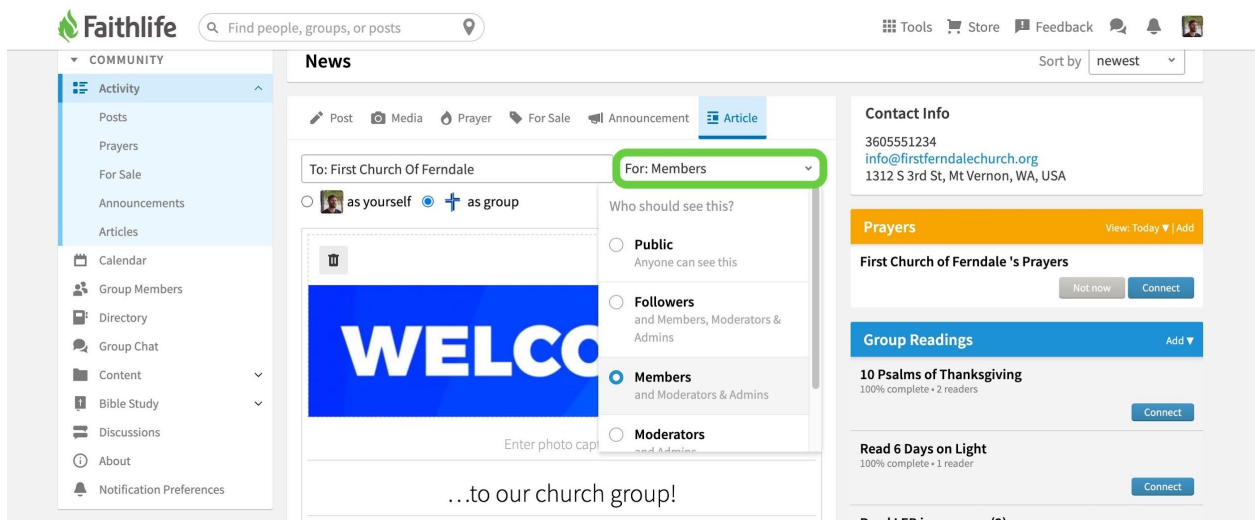 Faithlife
Find people, groups, or posts
Tools
Store
Feedback
COMMUNITY
Activity
Posts
Prayers
For Sale
Announcements
Articles
Calendar
Group Members
Directory
Group Chat
Content
Bible Study
Discussions
About
Notification Preferences
News
Sort by newest
Post
Media
Prayer
For Sale
Announcement
Article
To: First Church Of Ferndale
For: Members
as yourself
as group
Who should see this?
Public
Anyone can see this
Followers
and Members, Moderators &
Admins
Members
and Moderators & Admins
Moderators
and Admins
WELCO
Enter photo capt
…to our church group!
Contact Info
3605551234
info@firstferndalechurch.org
1312 S 3rd St, Mt Vernon, WA, USA
Prayers
View: Today ▼ | Add
First Church of Ferndale 's Prayers
Not now
Connect
Group Readings
Add ▼
10 Psalms of Thanksgiving
100% complete • 2 readers
Connect
Read 6 Days on Light
100% complete • 1 reader
Connect